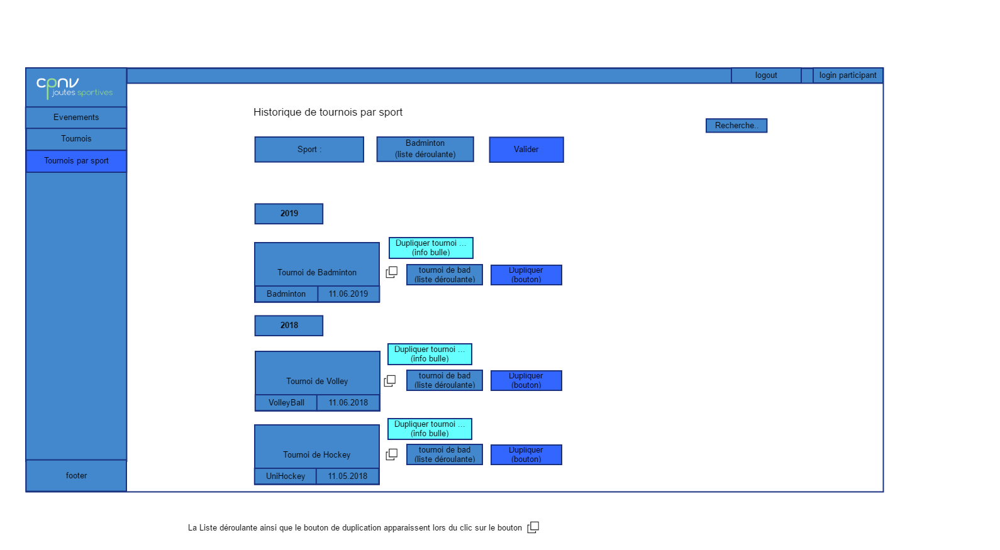 logout
login participant
cpnv
joutes sportives
Evenements
Tournois
Tournois par sport
Historique de tournois par sport
Recherche..
Sport :
Badminton
(liste déroulante)
Valider
2019
Dupliquer tournoi ...
(info bulle)
Tournoi de Badminton
tournoi de bad
(liste déroulante)
Dupliquer
(bouton)
Badminton
11.06.2019
2018
Dupliquer tournoi ...
(info bulle)
Tournoi de Volley
tournoi de bad
(liste déroulante)
Dupliquer
(bouton)
VolleyBall
11.06.2018
Dupliquer tournoi ...
(info bulle)
Tournoi de Hockey
tournoi de bad
(liste déroulante)
Dupliquer
(bouton)
UniHockey
11.05.2018
footer
La Liste déroulante ainsi que le bouton de duplication apparaissent lors du clic sur le bouton